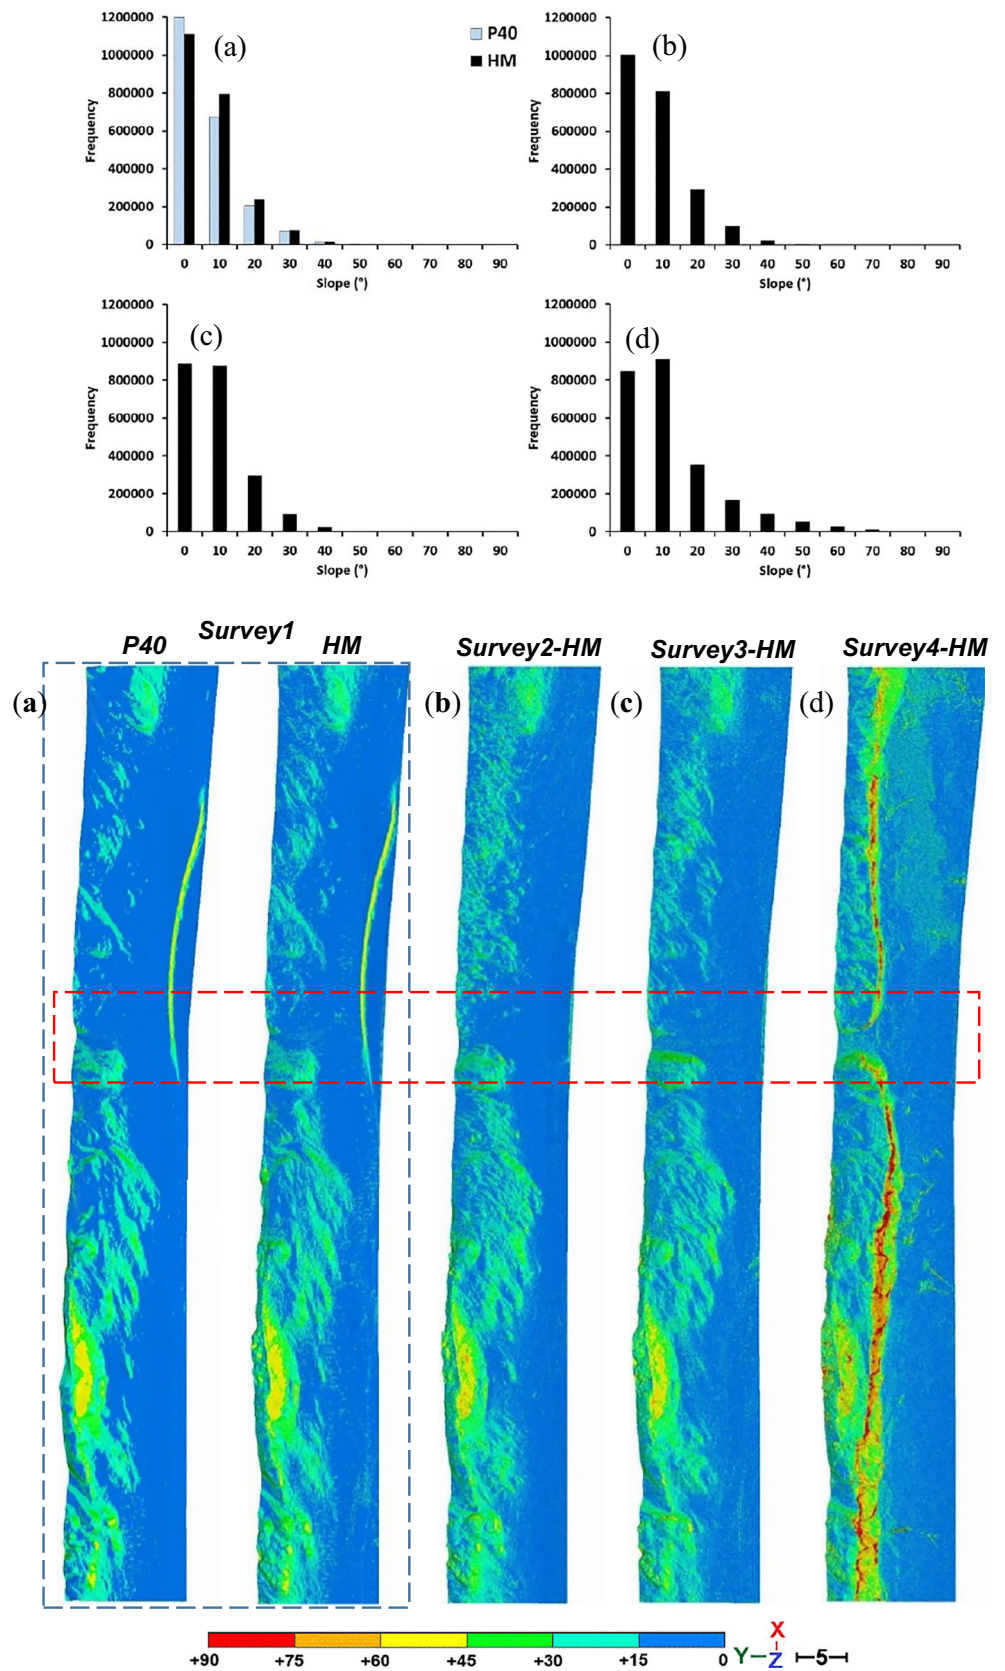 (a)
P40
HM
Frequency
1200000
1000000
800000
600000
400000
200000
0
0 10 20 30 40 50 60 70 80 90
Slope (°)
(b)
Frequency
1200000
1000000
800000
600000
400000
200000
0
0 10 20 30 40 50 60 70 80 90
Slope (°)
(c)
Frequency
1200000
1000000
800000
600000
400000
200000
0
0 10 20 30 40 50 60 70 80 90
Slope (°)
(d)
Frequency
1200000
1000000
800000
600000
400000
200000
0
0 10 20 30 40 50 60 70 80 90
Slope (°)
Survey1
P40 HM Survey2-HM Survey3-HM Survey4-HM
(a) (b) (c) (d)
+90 +75 +60 +45 +30 +15 0
X
Y Z
5